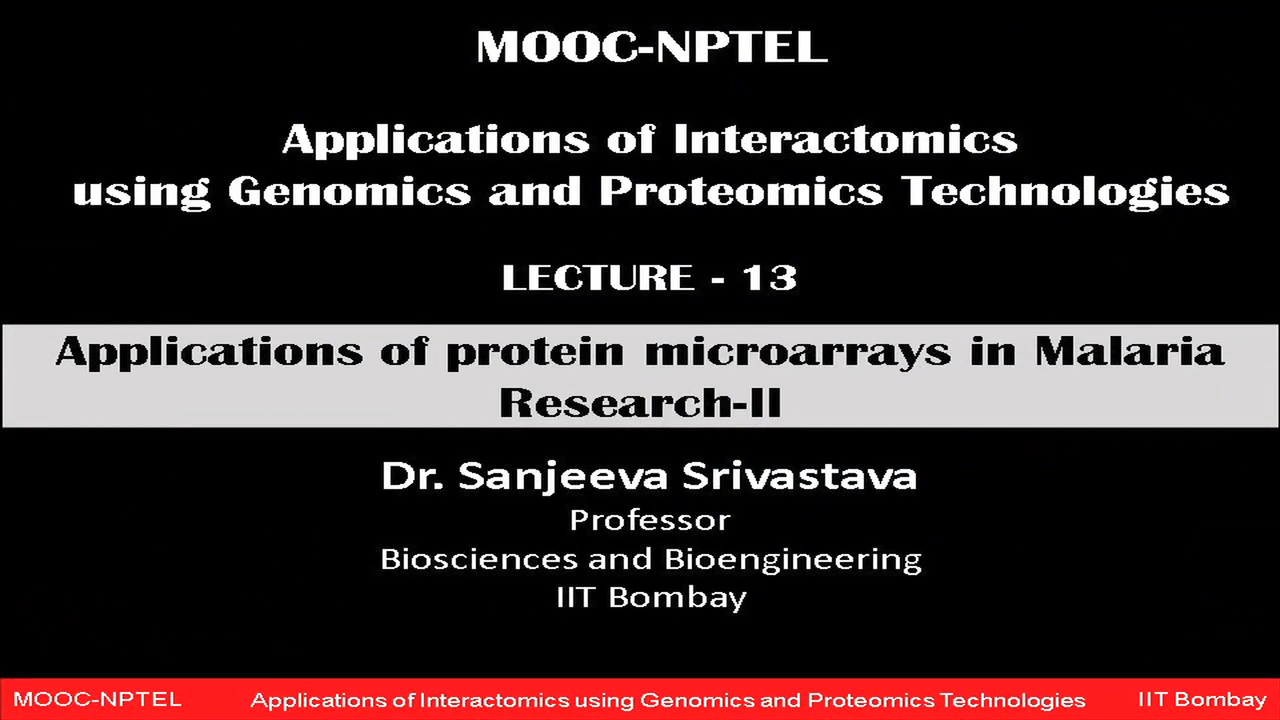 MOOC-NPTEL
Applications of Interactomics
using Genomics and Proteomics Technologies
LECTURE - 13
Applications of protein microarrays in Malaria
Research-II
Dr. Sanjeeva Srivastava
Professor
Biosciences and Bioengineering
IIT Bombay
MOOC-NPTEL Applications of Interactomics using Genomics and Proteomics Technologies IIT Bombay